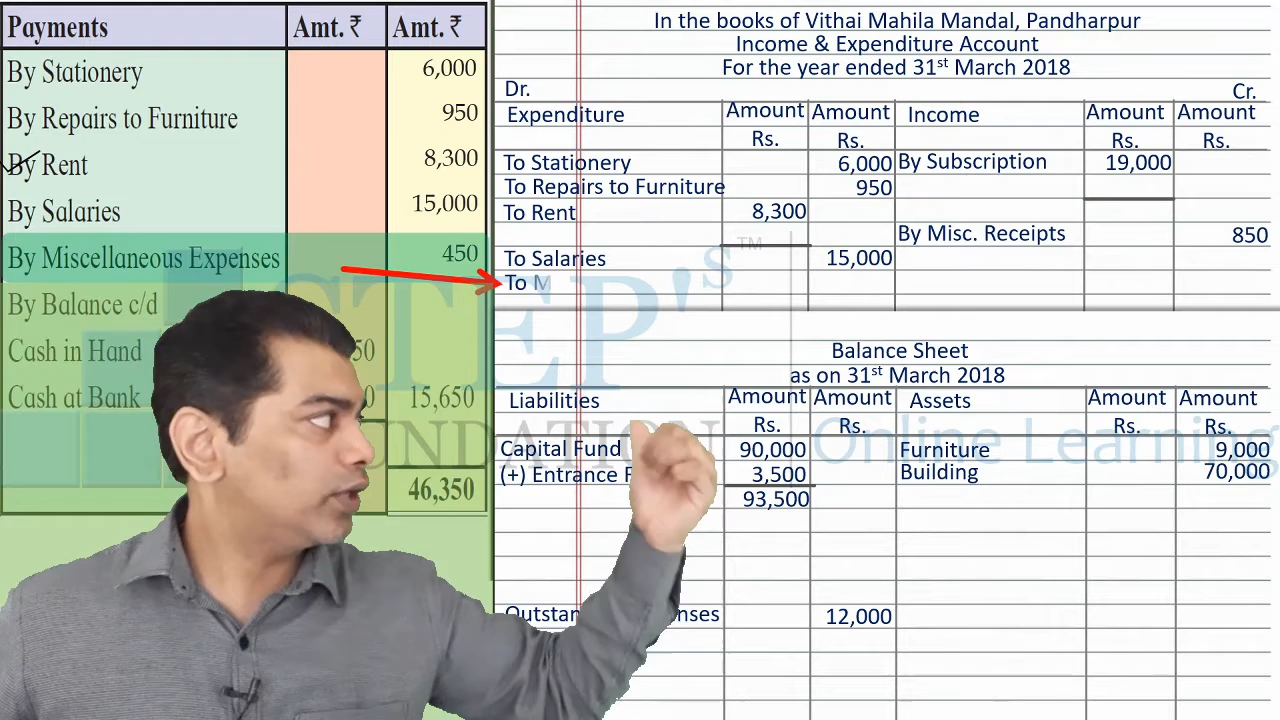 Payments Amt. ₹ Amt. ₹
By Stationery 6,000
By Repairs to Furniture 950
By Rent 8,300
By Salaries 15,000
By Miscellaneous Expenses 450
By Balance c/d
Cash in Hand
Cash at Bank 15,650
46,350
In the books of Vithai Mahila Mandal, Pandharpur
Income & Expenditure Account
For the year ended 31st March 2018
Dr. Cr.
Expenditure Amount Rs. Amount Rs. Income Amount Rs. Amount Rs.
To Stationery 6,000 By Subscription 19,000
To Repairs to Furniture 950
To Rent 8,300
By Misc. Receipts 850
To Salaries 15,000
To M
STEP's TM
Balance Sheet
as on 31st March 2018
Liabilities Amount Rs. Amount Rs. Assets Amount Rs. Amount Rs.
Online Learning
Capital Fund 90,000 Furniture 9,000
(+) Entrance 3,500 Building 70,000
93,500
12,000